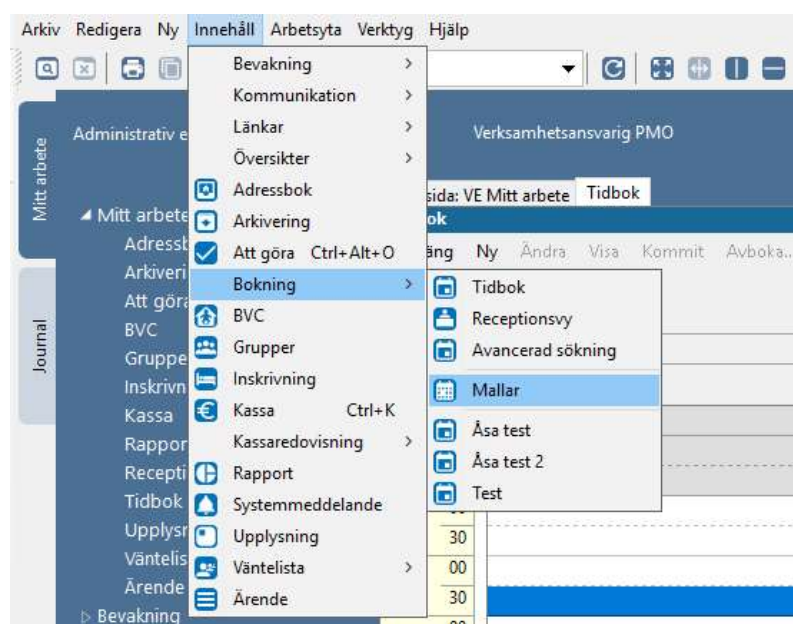 Arkiv Redigera Ny Innehåll Arbetsyta Verktyg Hjälp
Administrativ e
Verksamhetsansvarig PMO
Mitt arbete
Journal
sida: VE Mitt arbete Tidbok
ok
äng Ny Ändra Visa Kommit Avboka..
Mitt arbete
Adressb
Arkiveri
Att göra
BVC
Gruppe
Inskrivn
Kassa
Rappor
Recepti
Tidbok
Upplysn
Väntelis
Ärende
Bevakning
Bevakning
Kommunikation
Länkar
Översikter
Adressbok
Arkivering
Att göra Ctrl+Alt+O
Bokning
BVC
Grupper
Inskrivning
Kassa Ctrl+K
Kassaredovisning
Rapport
Systemmeddelande
Upplysning
Väntelista
Ärende
Tidbok
Receptionsvy
Avancerad sökning
Mallar
Åsa test
Åsa test 2
Test
30
00
30